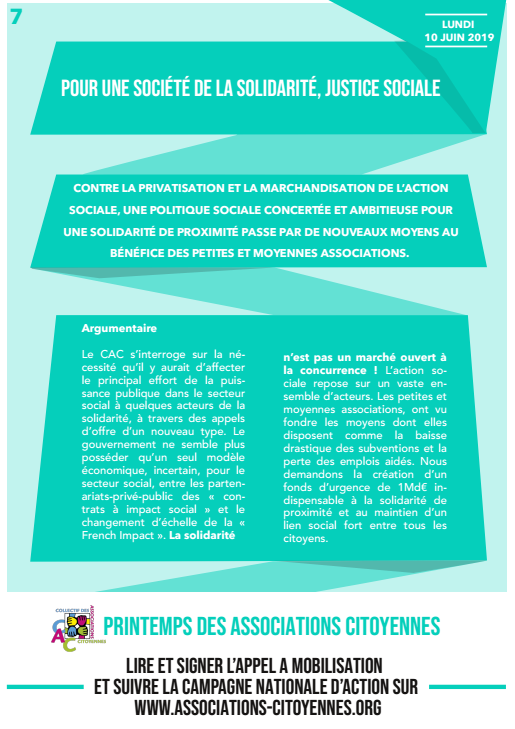 7
LUNDI
10 JUIN 2019
POUR UNE SOCIÉTÉ DE LA SOLIDARITÉ, JUSTICE SOCIALE
CONTRE LA PRIVATISATION ET LA MARCHANDISATION DE L'ACTION
SOCIALE, UNE POLITIQUE SOCIALE CONCERTÉE ET AMBITIEUSE POUR
UNE SOLIDARITÉ DE PROXIMITÉ PASSE PAR DE NOUVEAUX MOYENS AU
BÉNÉFICE DES PETITES ET MOYENNES ASSOCIATIONS.
Argumentaire
Le CAC s'interroge sur la né-
cessité qu'il y aurait d'affecter
le principal effort de la puis-
sance publique dans le secteur
social à quelques acteurs de la
solidarité, à travers des appels
d'offre d'un nouveau type. Le
gouvernement ne semble plus
posséder qu'un seul modèle
économique, incertain, pour le
secteur social, entre les parten-
ariats-privé-public des « con-
trats à impact social » et le
changement d'échelle de la «
French Impact ». La solidarité
n'est pas un marché ouvert à
la concurrence ! L'action so-
ciale repose sur un vaste en-
semble d'acteurs. Les petites et
moyennes associations, ont vu
fondre les moyens dont elles
disposent comme la baisse
drastique des subventions et la
perte des emplois aidés. Nous
demandons la création d'un
fonds d'urgence de 1Md€ in-
dispensable à la solidarité de
proximité et au maintien d'un
lien social fort entre tous les
citoyens.
COLLECTIF DES
ASSOCIATIONS
CITOYENNES
CAC
PRINTEMPS DES ASSOCIATIONS CITOYENNES
LIRE ET SIGNER L'APPEL A MOBILISATION
ET SUIVRE LA CAMPAGNE NATIONALE D'ACTION SUR
WWW.ASSOCIATIONS-CITOYENNES.ORG